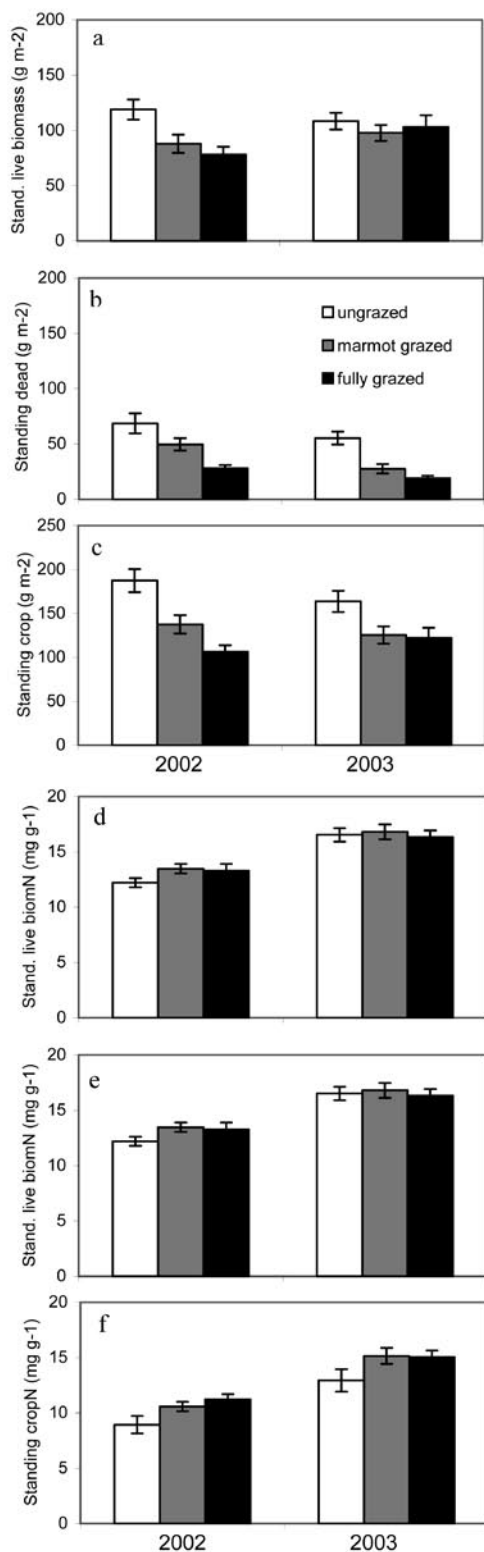 a
Stand. live biomass (g m-2)
200
150
100
50
0
b
Standing dead (g m-2)
200
150
100
50
0
ungrazed
marmot grazed
fully grazed
c
Standing crop (g m-2)
250
200
150
100
50
0
2002 2003
d
Stand. live biomN (mg g-1)
20
15
10
5
0
e
Stand. live biomN (mg g-1)
20
15
10
5
0
f
Standing cropN (mg g-1)
20
15
10
5
0
2002 2003